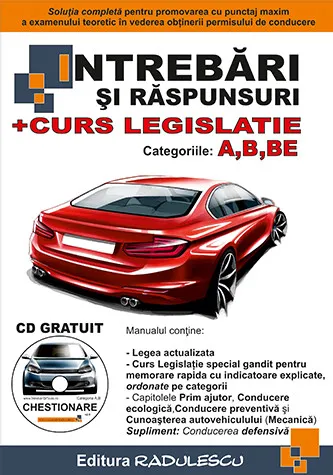 Soluția completă pentru promovarea cu punctaj maxim
a examenului teoretic în vederea obținerii permisului de conducere
INTREBĂRI
ȘI RĂSPUNSURI
+CURS LEGISLATIE
Categoriile: A,B,BE
CD GRATUIT
CHESTIONARE
Manualul conține:
- Legea actualizata
- Curs Legislație special gandit pentru
memorare rapida cu indicatoare explicate,
ordonate pe categorii
- Capitolele Prim ajutor, Conducere
ecologică,Conducere preventivă și
Cunoașterea autovehiculului (Mecanică)
Supliment: Conducerea defensivă
Editura RADULESCU